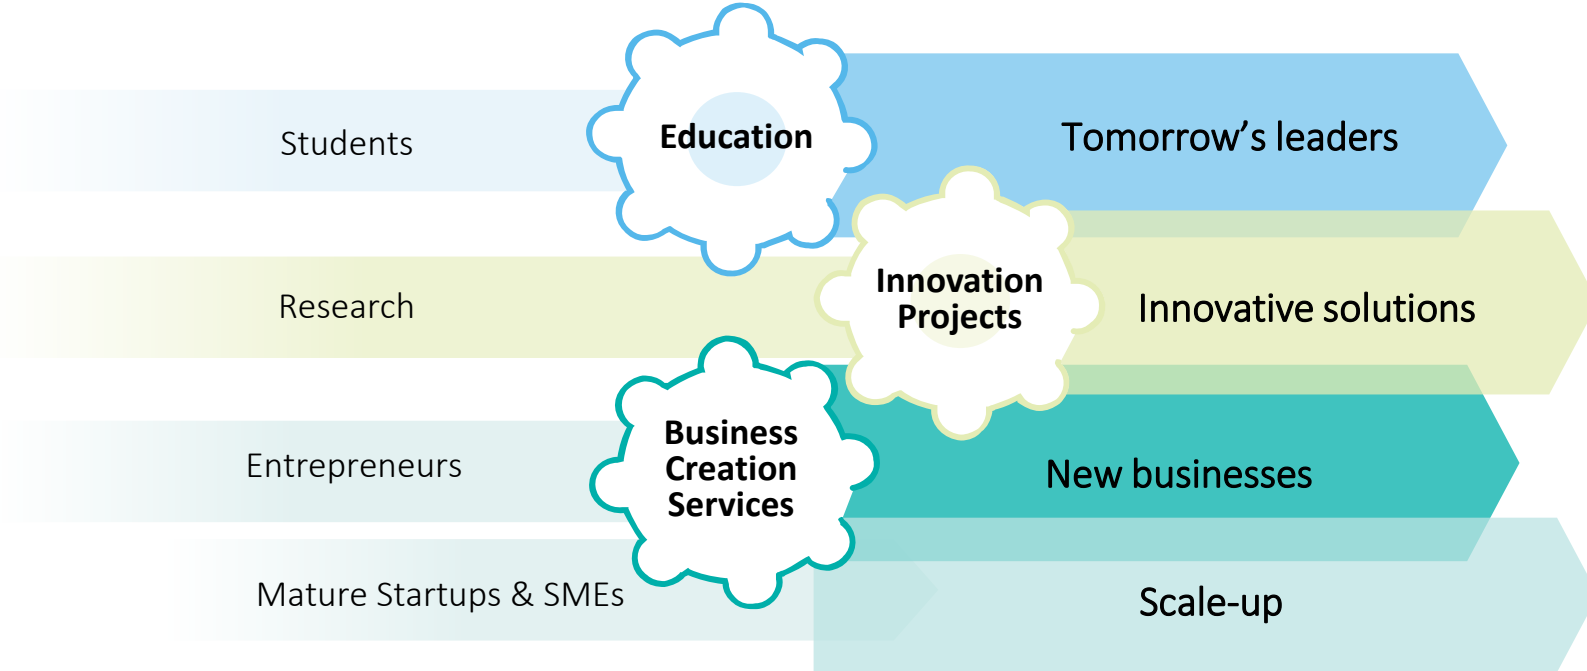 Students
Education
Tomorrow’s leaders
Research
Innovation
Projects
Innovative solutions
Entrepreneurs
Business
Creation
Services
New businesses
Mature Startups & SMEs
Scale-up